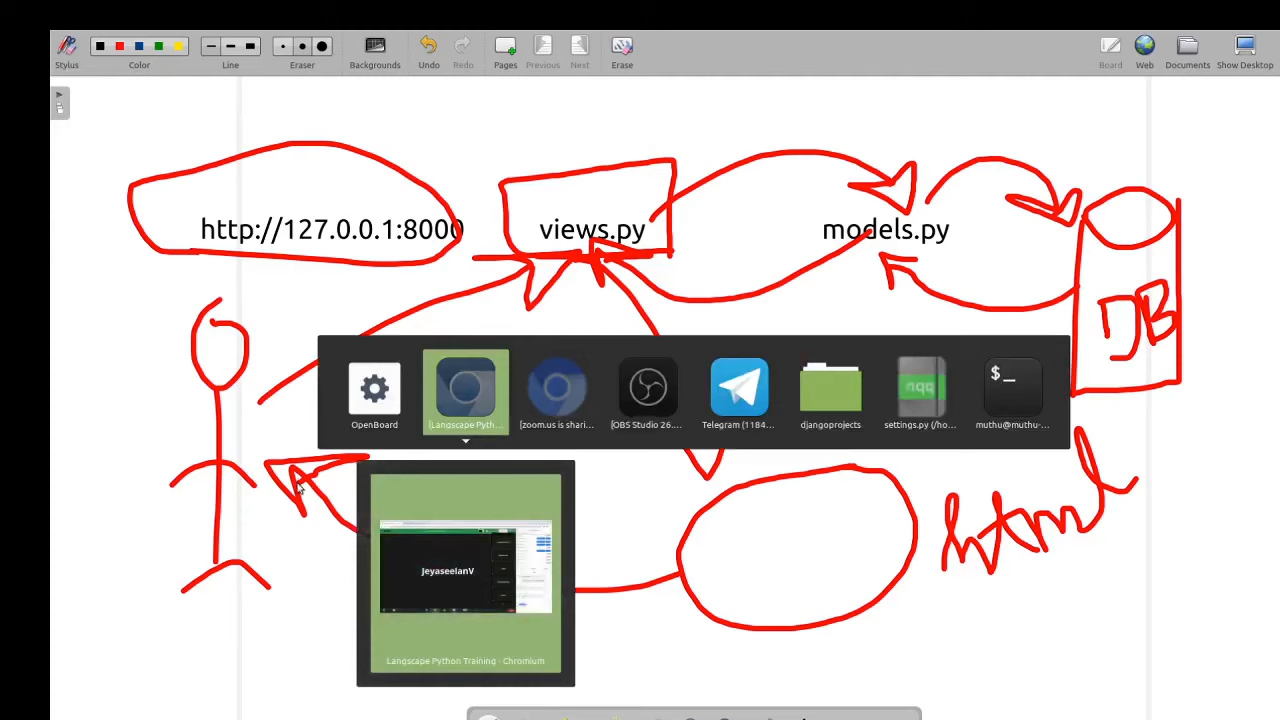 Stylus Color Line Eraser Backgrounds Undo Redo Pages Previous Next Erase Board Web Documents Show Desktop
http://127.0.0.1:8000 views.py models.py
DB
OpenBoard [Langscape Pyth... [zoom.us is shari... [OBS Studio 26.... Telegram (1184... djangoprojects settings.py (/ho... muthu@muthu-...
$_
nqq
html
JeyaseelanV
Langscape Python Training - Chromium